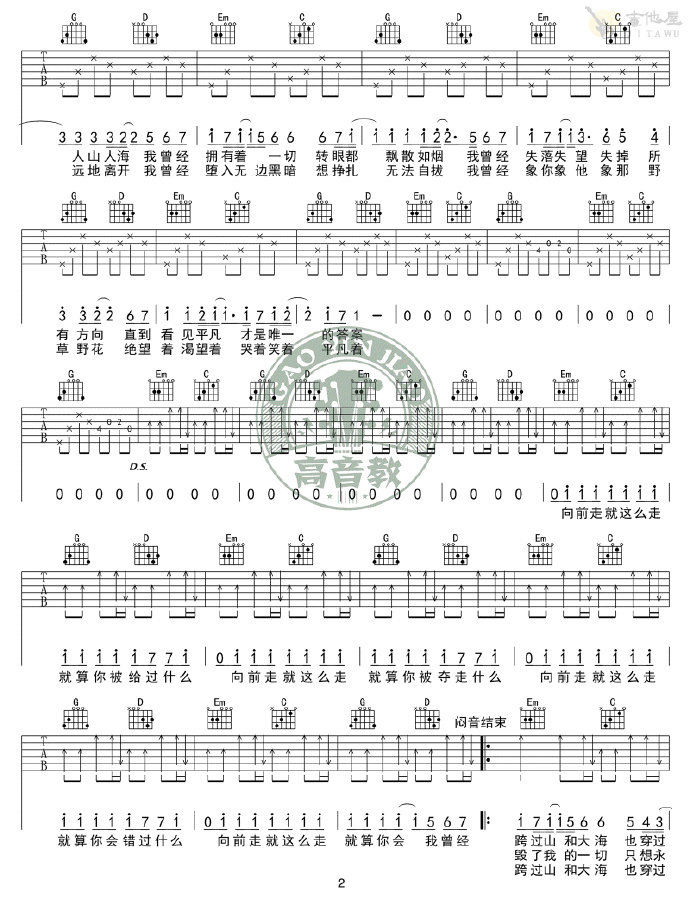 吉他屋
JITAWU
G D Em C G D Em C
T A B
3 3 3 3 3 2 2 5 6 7 | 1 7 1 1 5 6 6 7 1 | 1 1 1 1 2 2· 5 6 7 | 1 7 1 1 3· 6 5 4
人山人海 我曾经 拥有着 一切 转眼都 飘散如烟 我曾经 失落失望 失掉所
远地离开 我曾经 堕入无边黑暗 想挣扎 无法自拔 我曾经 象你象他 象那野
G D Em C G D Em C G D
T A B
4 0 2 0 4 0 2 0
3 3 2 2 6 7 | 1 1 2 1 1· 1 7 1 2 | 2 1 7 1 – | 0 0 0 0 | 0 0 0 0 | 0 0 0 0
有方向 直到看见平凡 才是唯一 的答案
草野花 绝望着渴望着 哭着笑着 平凡着
G Em C G D Em C G D Em C
T A B
4 0 2 0
D.S.
高音教
0 0 0 0 | 0 0 0 0 | 0 0 0 0 | 0 0 0 0 | 0 0 0 0 | 0 1 1 1 1 1 1 1
向前走就这么走
G D Em C G D Em C
T A B
1 1 1 1 1 7 7 1 | 0 1 1 1 1 1 1 1 | 1 1 1 1 1 7 7 1 | 0 1 1 1 1 1 1 1
就算你被给过什么 向前走就这么走 就算你被夺走什么 向前走就这么走
G D Em C G D 闷音结束 Em C
T A B
1 1 1 1 1 7 7 1 | 0 1 1 1 1 1 1 1 | 1 1 1 1 1 5 6 7 | 1 7 1 1 5 6 6 5 4 3
就算你会错过什么 向前走就这么走 就算你会 我曾经 跨过山 和大海 也穿过
毁了我 的一切 只想永
跨过山 和大海 也穿过
2